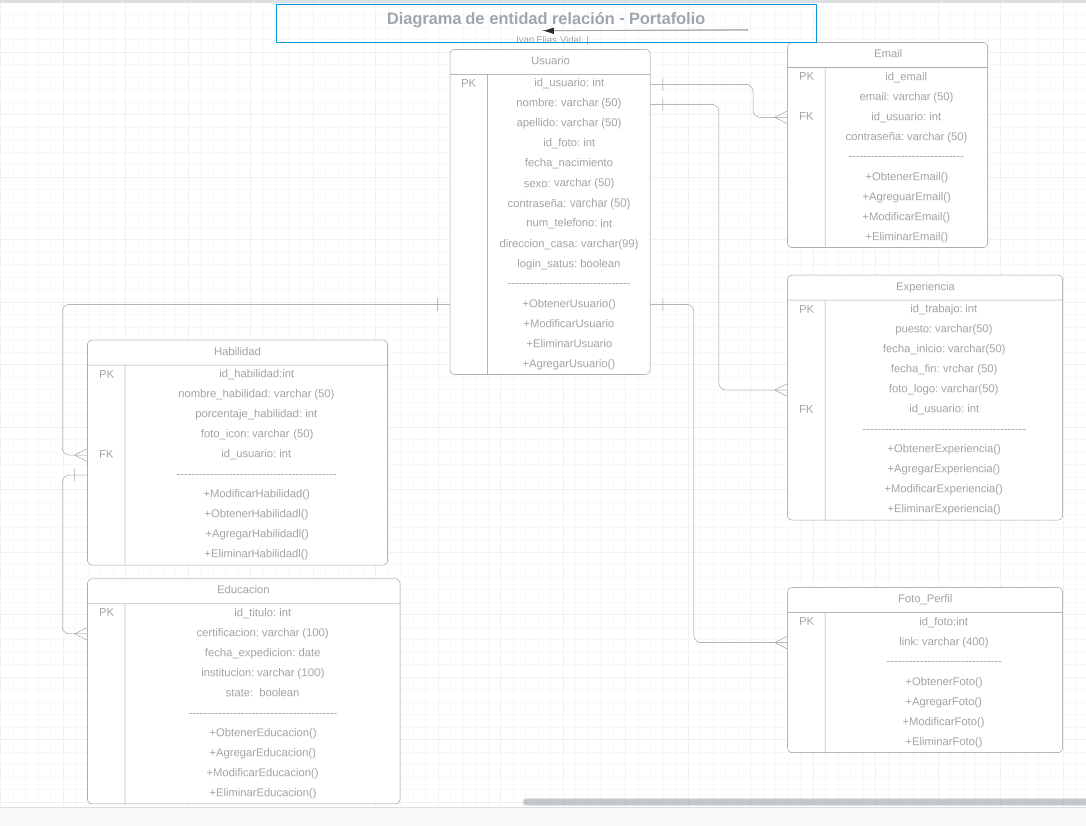 Diagrama de entidad relación - Portafolio
Ivan Elias Vidal
Usuario
PK id_usuario: int
nombre: varchar (50)
apellido: varchar (50)
id_foto: int
fecha_nacimiento
sexo: varchar (50)
contraseña: varchar (50)
num_telefono: int
direccion_casa: varchar(99)
login_satus: boolean
-------------------------------
+ObtenerUsuario()
+ModificarUsuario
+EliminarUsuario
+AgregarUsuario()
Email
PK id_email
email: varchar (50)
FK id_usuario: int
contraseña: varchar (50)
-----------------------------
+ObtenerEmail()
+AgreguarEmail()
+ModificarEmail()
+EliminarEmail()
Experiencia
PK id_trabajo: int
puesto: varchar(50)
fecha_inicio: varchar(50)
fecha_fin: vrchar (50)
foto_logo: varchar(50)
FK id_usuario: int
-----------------------------------------
+ObtenerExperiencia()
+AgregarExperiencia()
+ModificarExperiencia()
+EliminarExperiencia()
Habilidad
PK id_habilidad:int
nombre_habilidad: varchar (50)
porcentaje_habilidad: int
foto_icon: varchar (50)
FK id_usuario: int
----------------------------------------
+ModificarHabilidad()
+ObtenerHabilidadl()
+AgregarHabilidadl()
+EliminarHabilidadl()
Educacion
PK id_titulo: int
certificacion: varchar (100)
fecha_expedicion: date
institucion: varchar (100)
state: boolean
-------------------------------------
+ObtenerEducacion()
+AgregarEducacion()
+ModificarEducacion()
+EliminarEducacion()
Foto_Perfil
PK id_foto:int
link: varchar (400)
-----------------------------
+ObtenerFoto()
+AgregarFoto()
+ModificarFoto()
+EliminarFoto()